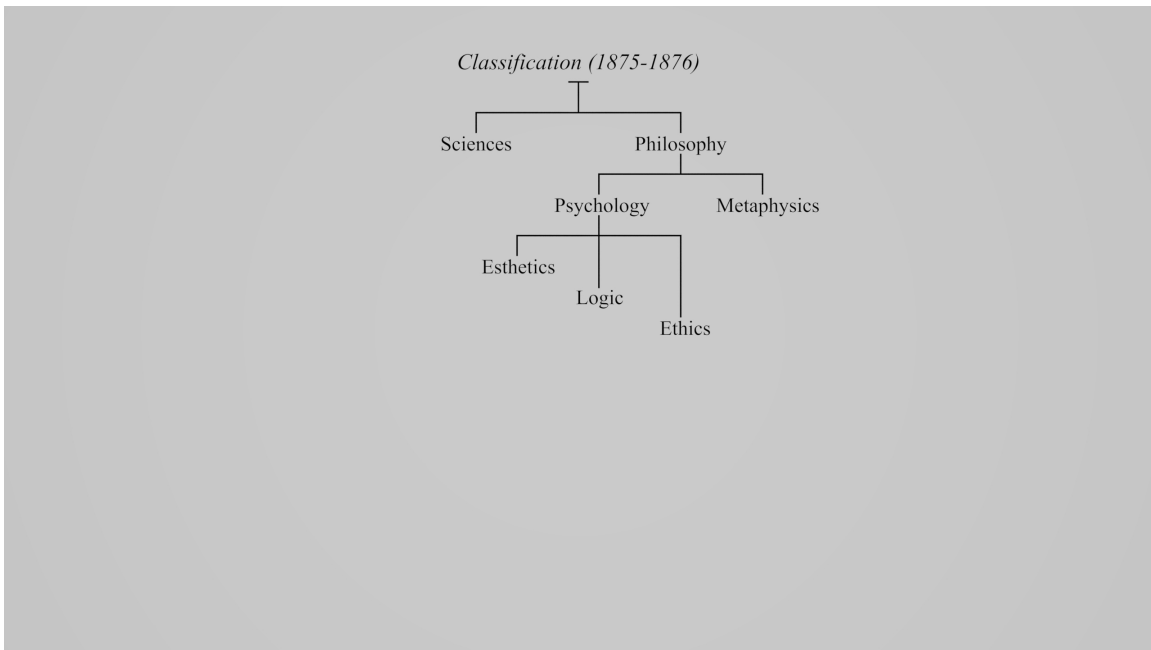 Classification (1875-1876)
Sciences
Philosophy
Psychology
Metaphysics
Esthetics
Logic
Ethics